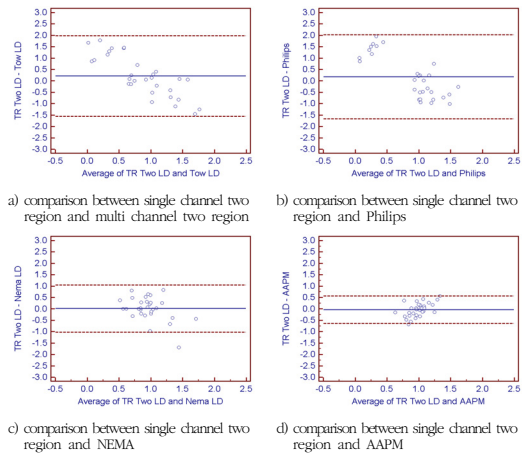 3.0
2.5
2.0
1.5
1.0
0.5
0.0
-0.5
-1.0
-1.5
-2.0
-2.5
-3.0
TR Two LD - Tow LD
-0.5 0.0 0.5 1.0 1.5 2.0 2.5
Average of TR Two LD and Tow LD
3.0
2.5
2.0
1.5
1.0
0.5
0.0
-0.5
-1.0
-1.5
-2.0
-2.5
-3.0
TR Two LD - Philips
-0.5 0.0 0.5 1.0 1.5 2.0 2.5
Average of TR Two LD and Philips
a) comparison between single channel two
region and multi channel two region
b) comparison between single channel two
region and Philips
3.0
2.5
2.0
1.5
1.0
0.5
0.0
-0.5
-1.0
-1.5
-2.0
-2.5
-3.0
TR Two LD - Nema LD
-0.5 0.0 0.5 1.0 1.5 2.0 2.5
Average of TR Two LD and Nema LD
3.0
2.5
2.0
1.5
1.0
0.5
0.0
-0.5
-1.0
-1.5
-2.0
-2.5
-3.0
TR Two LD - AAPM
-0.5 0.0 0.5 1.0 1.5 2.0 2.5
Average of TR Two LD and AAPM
c) comparison between single channel two
region and NEMA
d) comparison between single channel two
region and AAPM